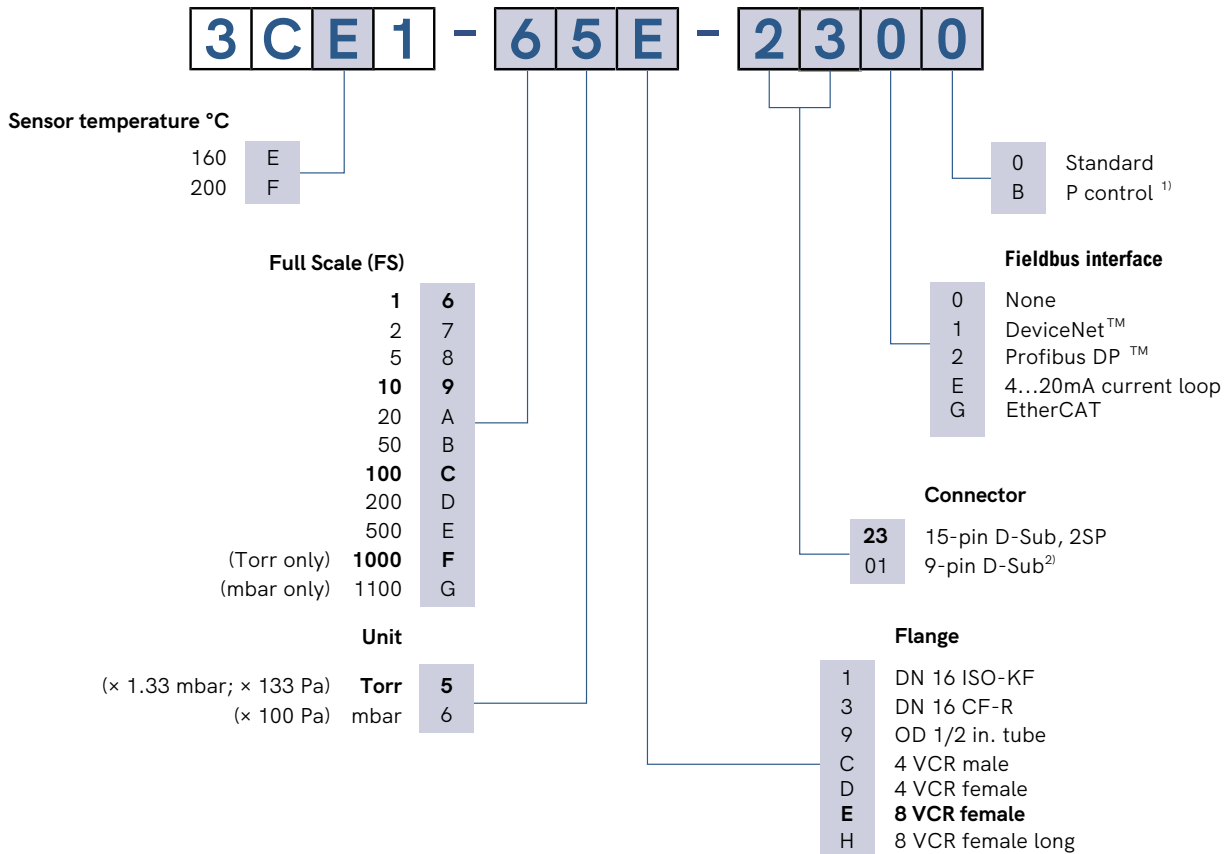 3CE1 - 65E - 2300
Sensor temperature °C
160 E
200 F
0 Standard
B P control 1)
Full Scale (FS)
1 6
2 7
5 8
10 9
20 A
50 B
100 C
200 D
500 E
(Torr only) 1000 F
(mbar only) 1100 G
Fieldbus interface
0 None
1 DeviceNet™
2 Profibus DP ™
E 4...20mA current loop
G EtherCAT
Connector
23 15-pin D-Sub, 2SP
01 9-pin D-Sub2)
Unit
(× 1.33 mbar; × 133 Pa) Torr 5
(× 100 Pa) mbar 6
Flange
1 DN 16 ISO-KF
3 DN 16 CF-R
9 OD 1/2 in. tube
C 4 VCR male
D 4 VCR female
E 8 VCR female
H 8 VCR female long